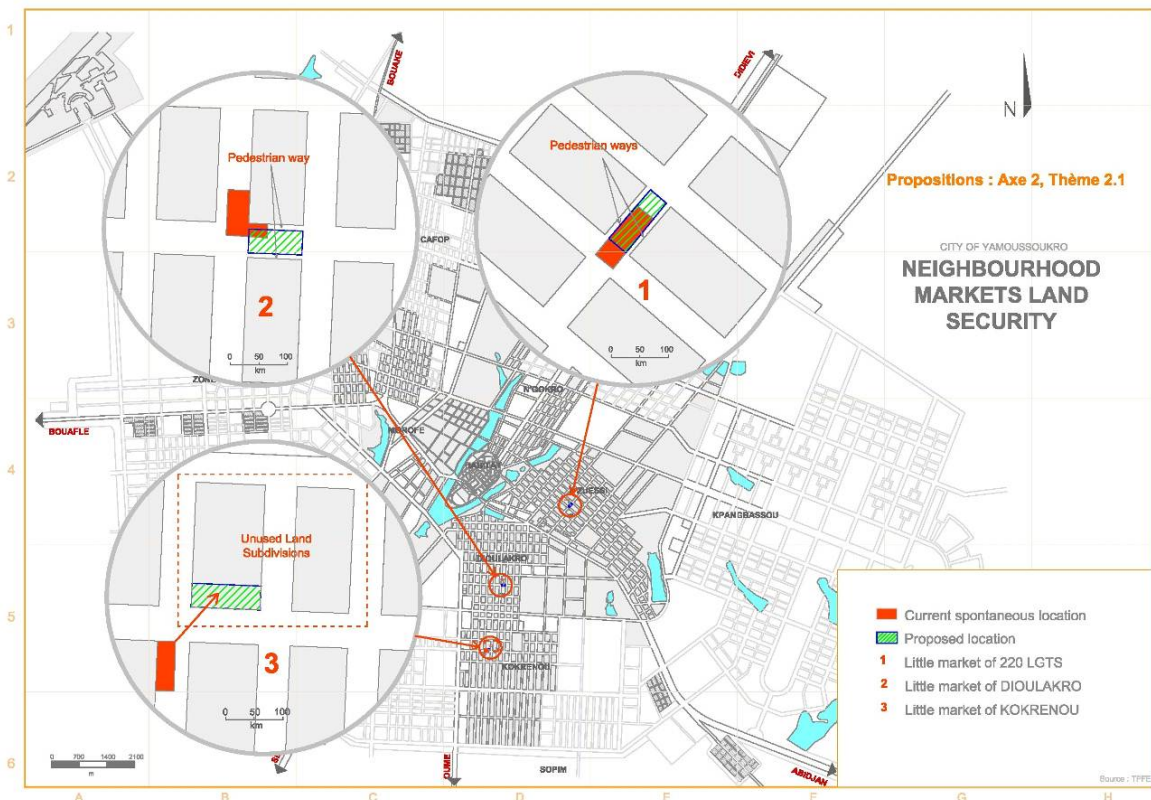 1
2
3
4
5
6
A
B
C
D
E
F
G
H
BOUAKE
DIDIEVI
N
Propositions : Axe 2, Thème 2.1
CITY OF YAMOUSSOUKRO
NEIGHBOURHOOD
MARKETS LAND
SECURITY
Pedestrian way
2
0 50 100
km
Pedestrian ways
1
0 50 100
km
CAFOP
N'GOKRO
BOUAFLE
MOROFE
HABITAT
KPANGBASSOU
DIOULAKRO
KOKRENOU
Unused Land
Subdivisions
3
0 50 100
km
0 700 1400 2100
m
OUME
SOPIM
ABIDJAN
Current spontaneous location
Proposed location
1 Little market of 220 LGTS
2 Little market of DIOULAKRO
3 Little market of KOKRENOU